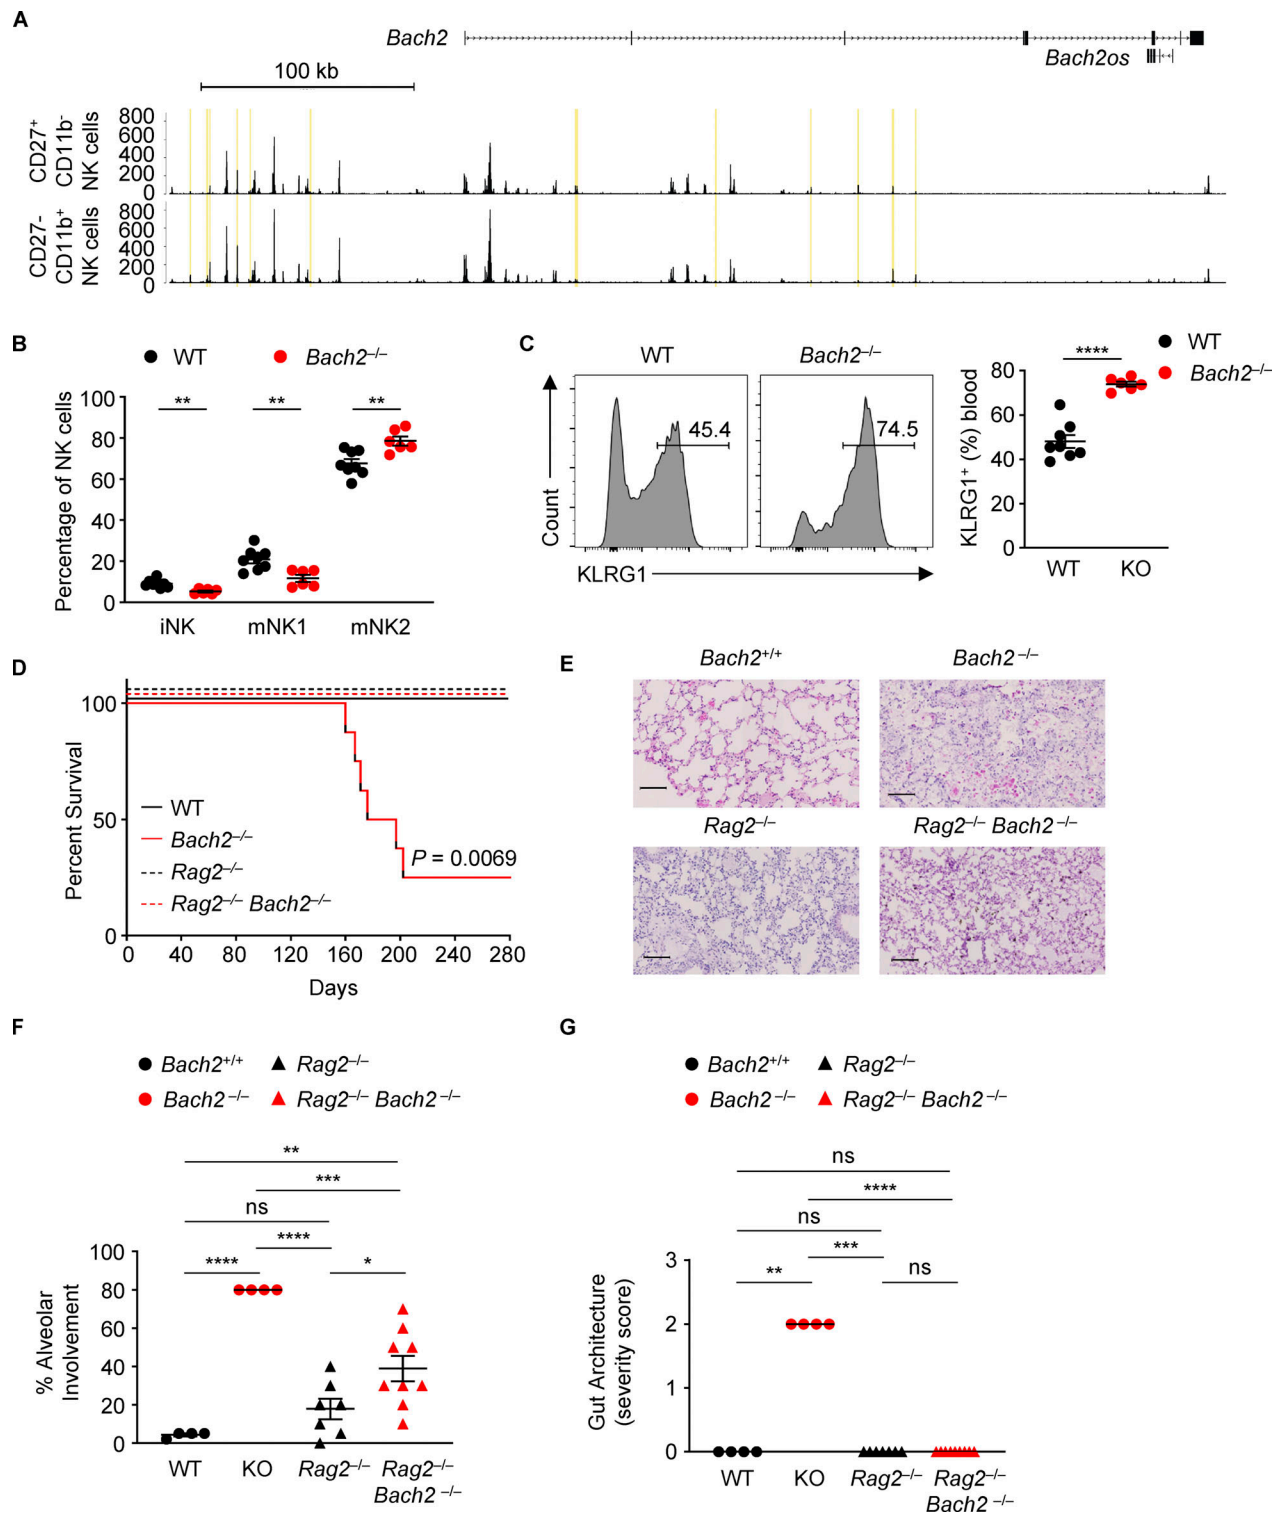 A
Bach2
Bach2os
100 kb
CD27+
CD11b-
NK cells
800
600
400
200
0
CD27-
CD11b+
NK cells
800
600
400
200
0
B
WT
Bach2–/–
Percentage of NK cells
100
80
60
40
20
0
**
**
**
iNK
mNK1
mNK2
C
WT
Bach2–/–
Count
45.4
74.5
KLRG1
KLRG1+ (%) blood
80
60
40
20
0
****
WT
Bach2–/–
WT
KO
D
Percent Survival
100
50
0
WT
Bach2–/–
Rag2–/–
Rag2–/– Bach2–/–
P = 0.0069
0
40
80
120
160
200
240
280
Days
E
Bach2+/+
Bach2 –/–
Rag2–/–
Rag2–/– Bach2 –/–
F
Bach2+/+
Rag2–/–
Bach2 –/–
Rag2–/– Bach2 –/–
**
***
ns
****
****
*
% Alveolar
Involvement
100
80
60
40
20
0
WT
KO
Rag2–/–
Rag2–/–
Bach2 –/–
G
Bach2+/+
Rag2–/–
Bach2 –/–
Rag2–/– Bach2 –/–
ns
****
ns
***
**
ns
Gut Architecture
(severity score)
3
2
1
0
WT
KO
Rag2–/–
Rag2–/–
Bach2 –/–